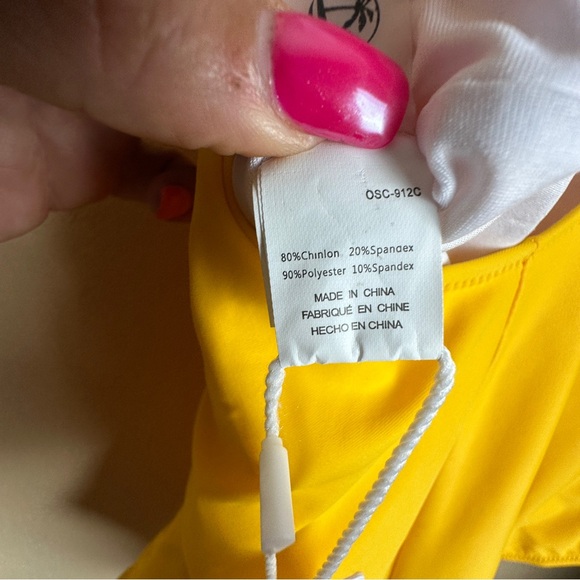 OSC-912C
80%Chinlon 20%Spandex
90%Polyester 10%Spandex
MADE IN CHINA
FABRIQUÉ EN CHINE
HECHO EN CHINA